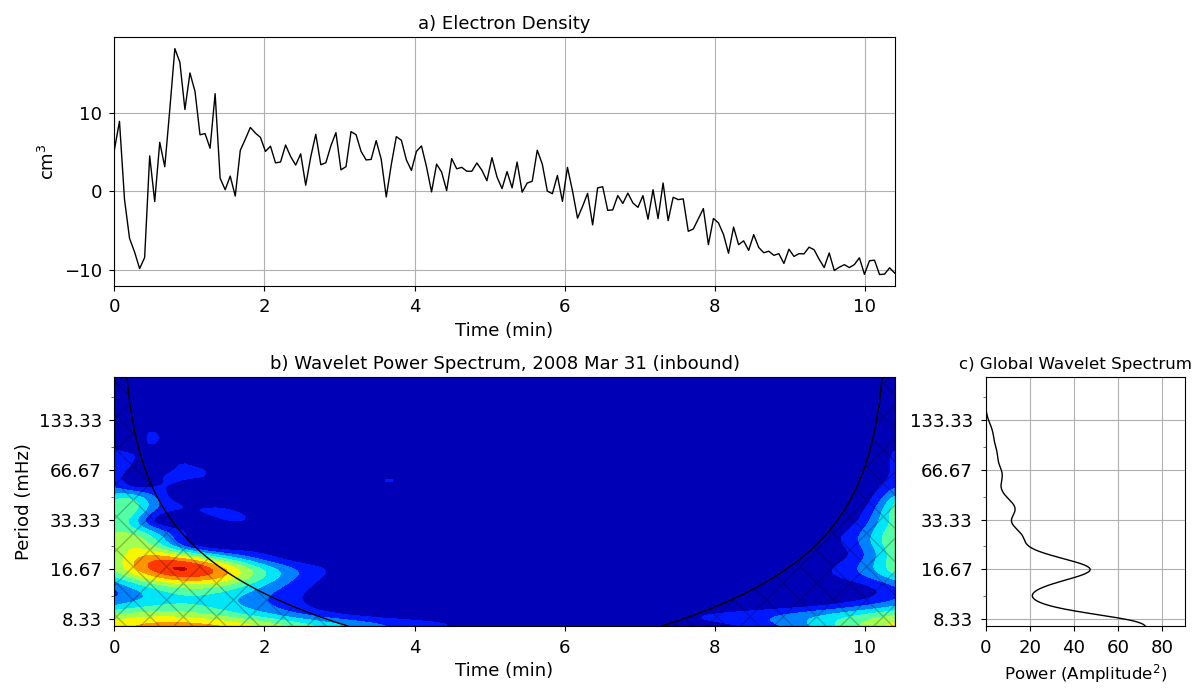 a) Electron Density
cm³
10
0
−10
0 2 4 6 8 10
Time (min)
b) Wavelet Power Spectrum, 2008 Mar 31 (inbound)
Period (mHz)
133.33
66.67
33.33
16.67
8.33
0 2 4 6 8 10
Time (min)
c) Global Wavelet Spectrum
133.33
66.67
33.33
16.67
8.33
0 20 40 60 80
Power (Amplitude²)